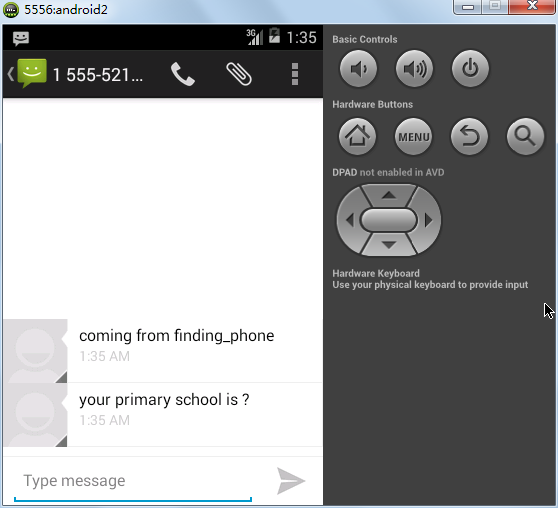 5556:android2
3G
1:35
1 555-521...
coming from finding_phone
1:35 AM
your primary school is ?
1:35 AM
Type message
Basic Controls
Hardware Buttons
MENU
DPAD not enabled in AVD
Hardware Keyboard
Use your physical keyboard to provide input